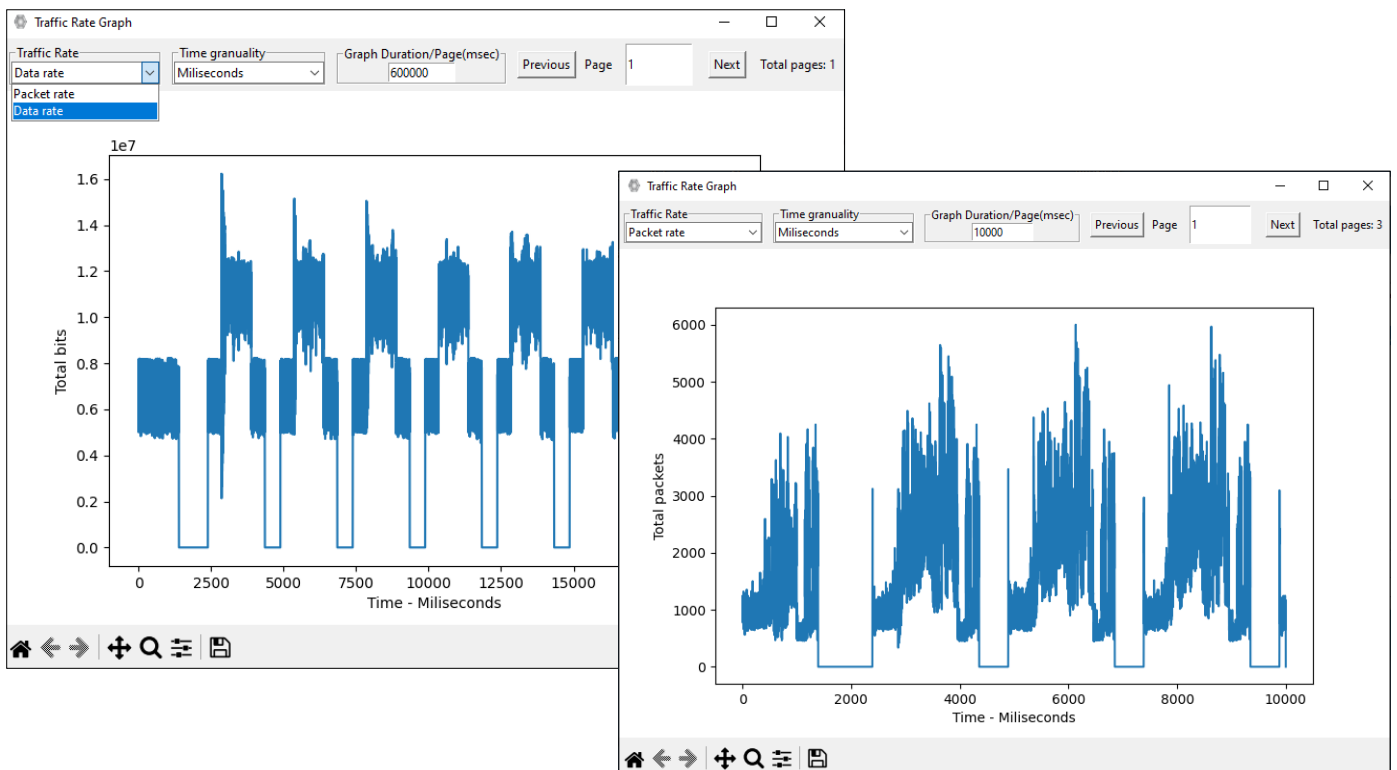 Traffic Rate Graph
Traffic Rate Time granuality Graph Duration/Page(msec)
Data rate Miliseconds 600000 Previous Page 1 Next Total pages: 1
Packet rate
Data rate
1e7
1.6
1.4
1.2
1.0
0.8
0.6
0.4
0.2
0.0
Total bits
0 2500 5000 7500 10000 12500 15000
Time - Miliseconds
Traffic Rate Graph
Traffic Rate Time granuality Graph Duration/Page(msec)
Packet rate Miliseconds 10000 Previous Page 1 Next Total pages: 3
6000
5000
4000
3000
2000
1000
0
Total packets
0 2000 4000 6000 8000 10000
Time - Miliseconds